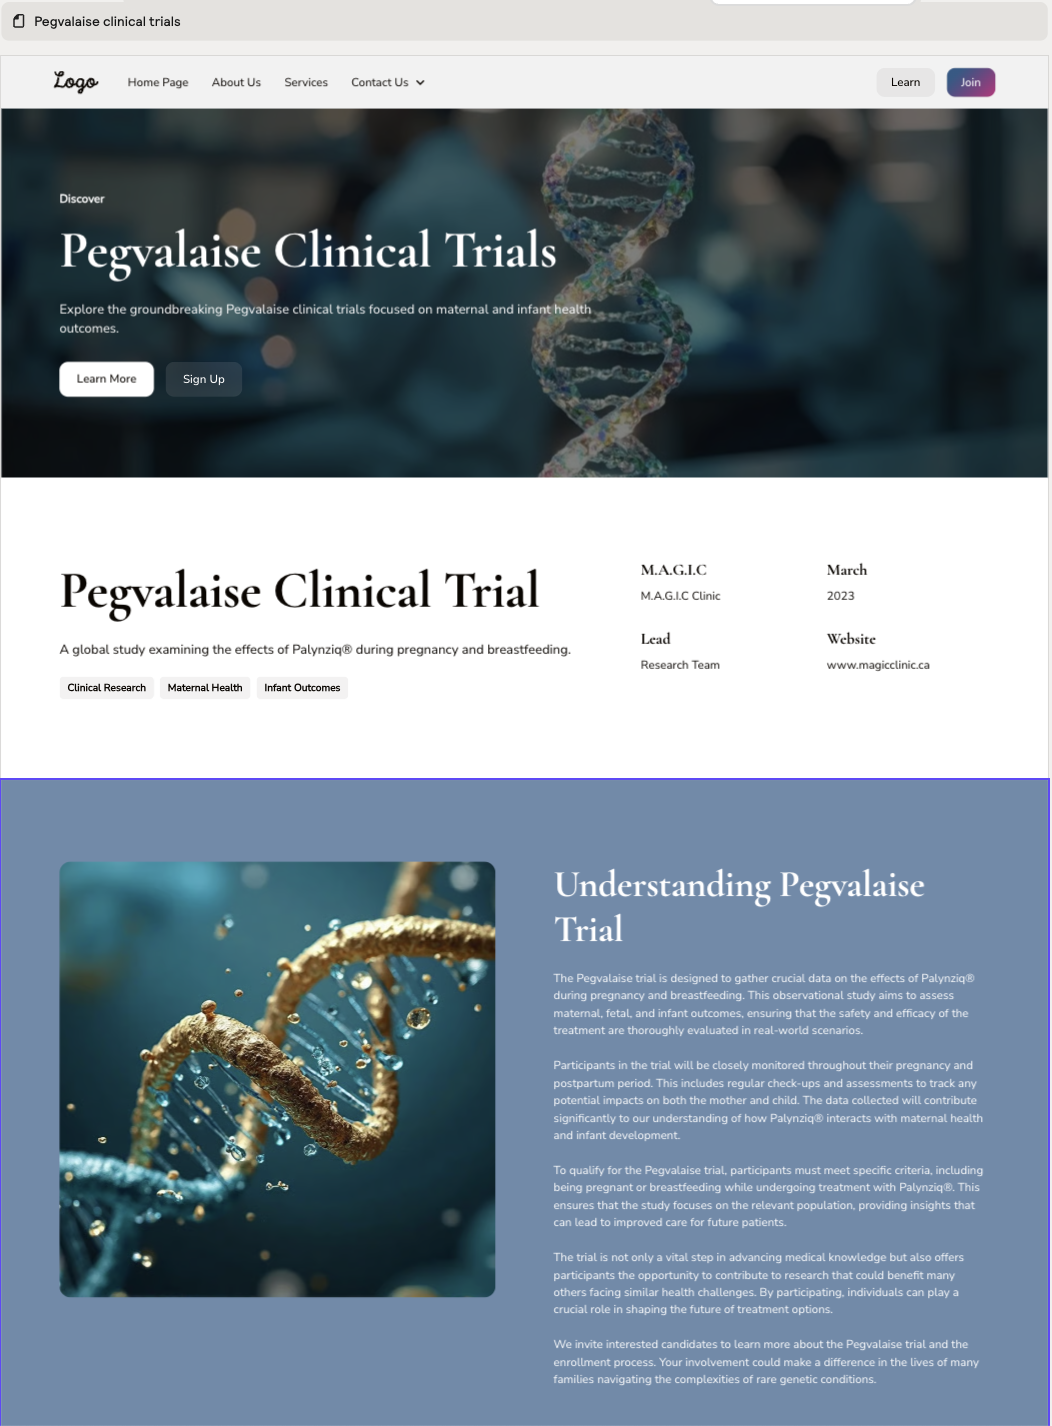 Pegvalaise clinical trials
Logo
Home Page
About Us
Services
Contact Us
Learn
Join
Discover
Pegvalaise Clinical Trials
Explore the groundbreaking Pegvalaise clinical trials focused on maternal and infant health
outcomes.
Learn More
Sign Up
Pegvalaise Clinical Trial
A global study examining the effects of Palynziq® during pregnancy and breastfeeding.
Clinical Research
Maternal Health
Infant Outcomes
M.A.G.I.C
M.A.G.I.C Clinic
March
2023
Lead
Research Team
Website
www.magicclinic.ca
Understanding Pegvalaise
Trial
The Pegvalaise trial is designed to gather crucial data on the effects of Palynziq®
during pregnancy and breastfeeding. This observational study aims to assess
maternal, fetal, and infant outcomes, ensuring that the safety and efficacy of the
treatment are thoroughly evaluated in real-world scenarios.
Participants in the trial will be closely monitored throughout their pregnancy and
postpartum period. This includes regular check-ups and assessments to track any
potential impacts on both the mother and child. The data collected will contribute
significantly to our understanding of how Palynziq® interacts with maternal health
and infant development.
To qualify for the Pegvalaise trial, participants must meet specific criteria, including
being pregnant or breastfeeding while undergoing treatment with Palynziq®. This
ensures that the study focuses on the relevant population, providing insights that
can lead to improved care for future patients.
The trial is not only a vital step in advancing medical knowledge but also offers
participants the opportunity to contribute to research that could benefit many
others facing similar health challenges. By participating, individuals can play a
crucial role in shaping the future of treatment options.
We invite interested candidates to learn more about the Pegvalaise trial and the
enrollment process. Your involvement could make a difference in the lives of many
families navigating the complexities of rare genetic conditions.